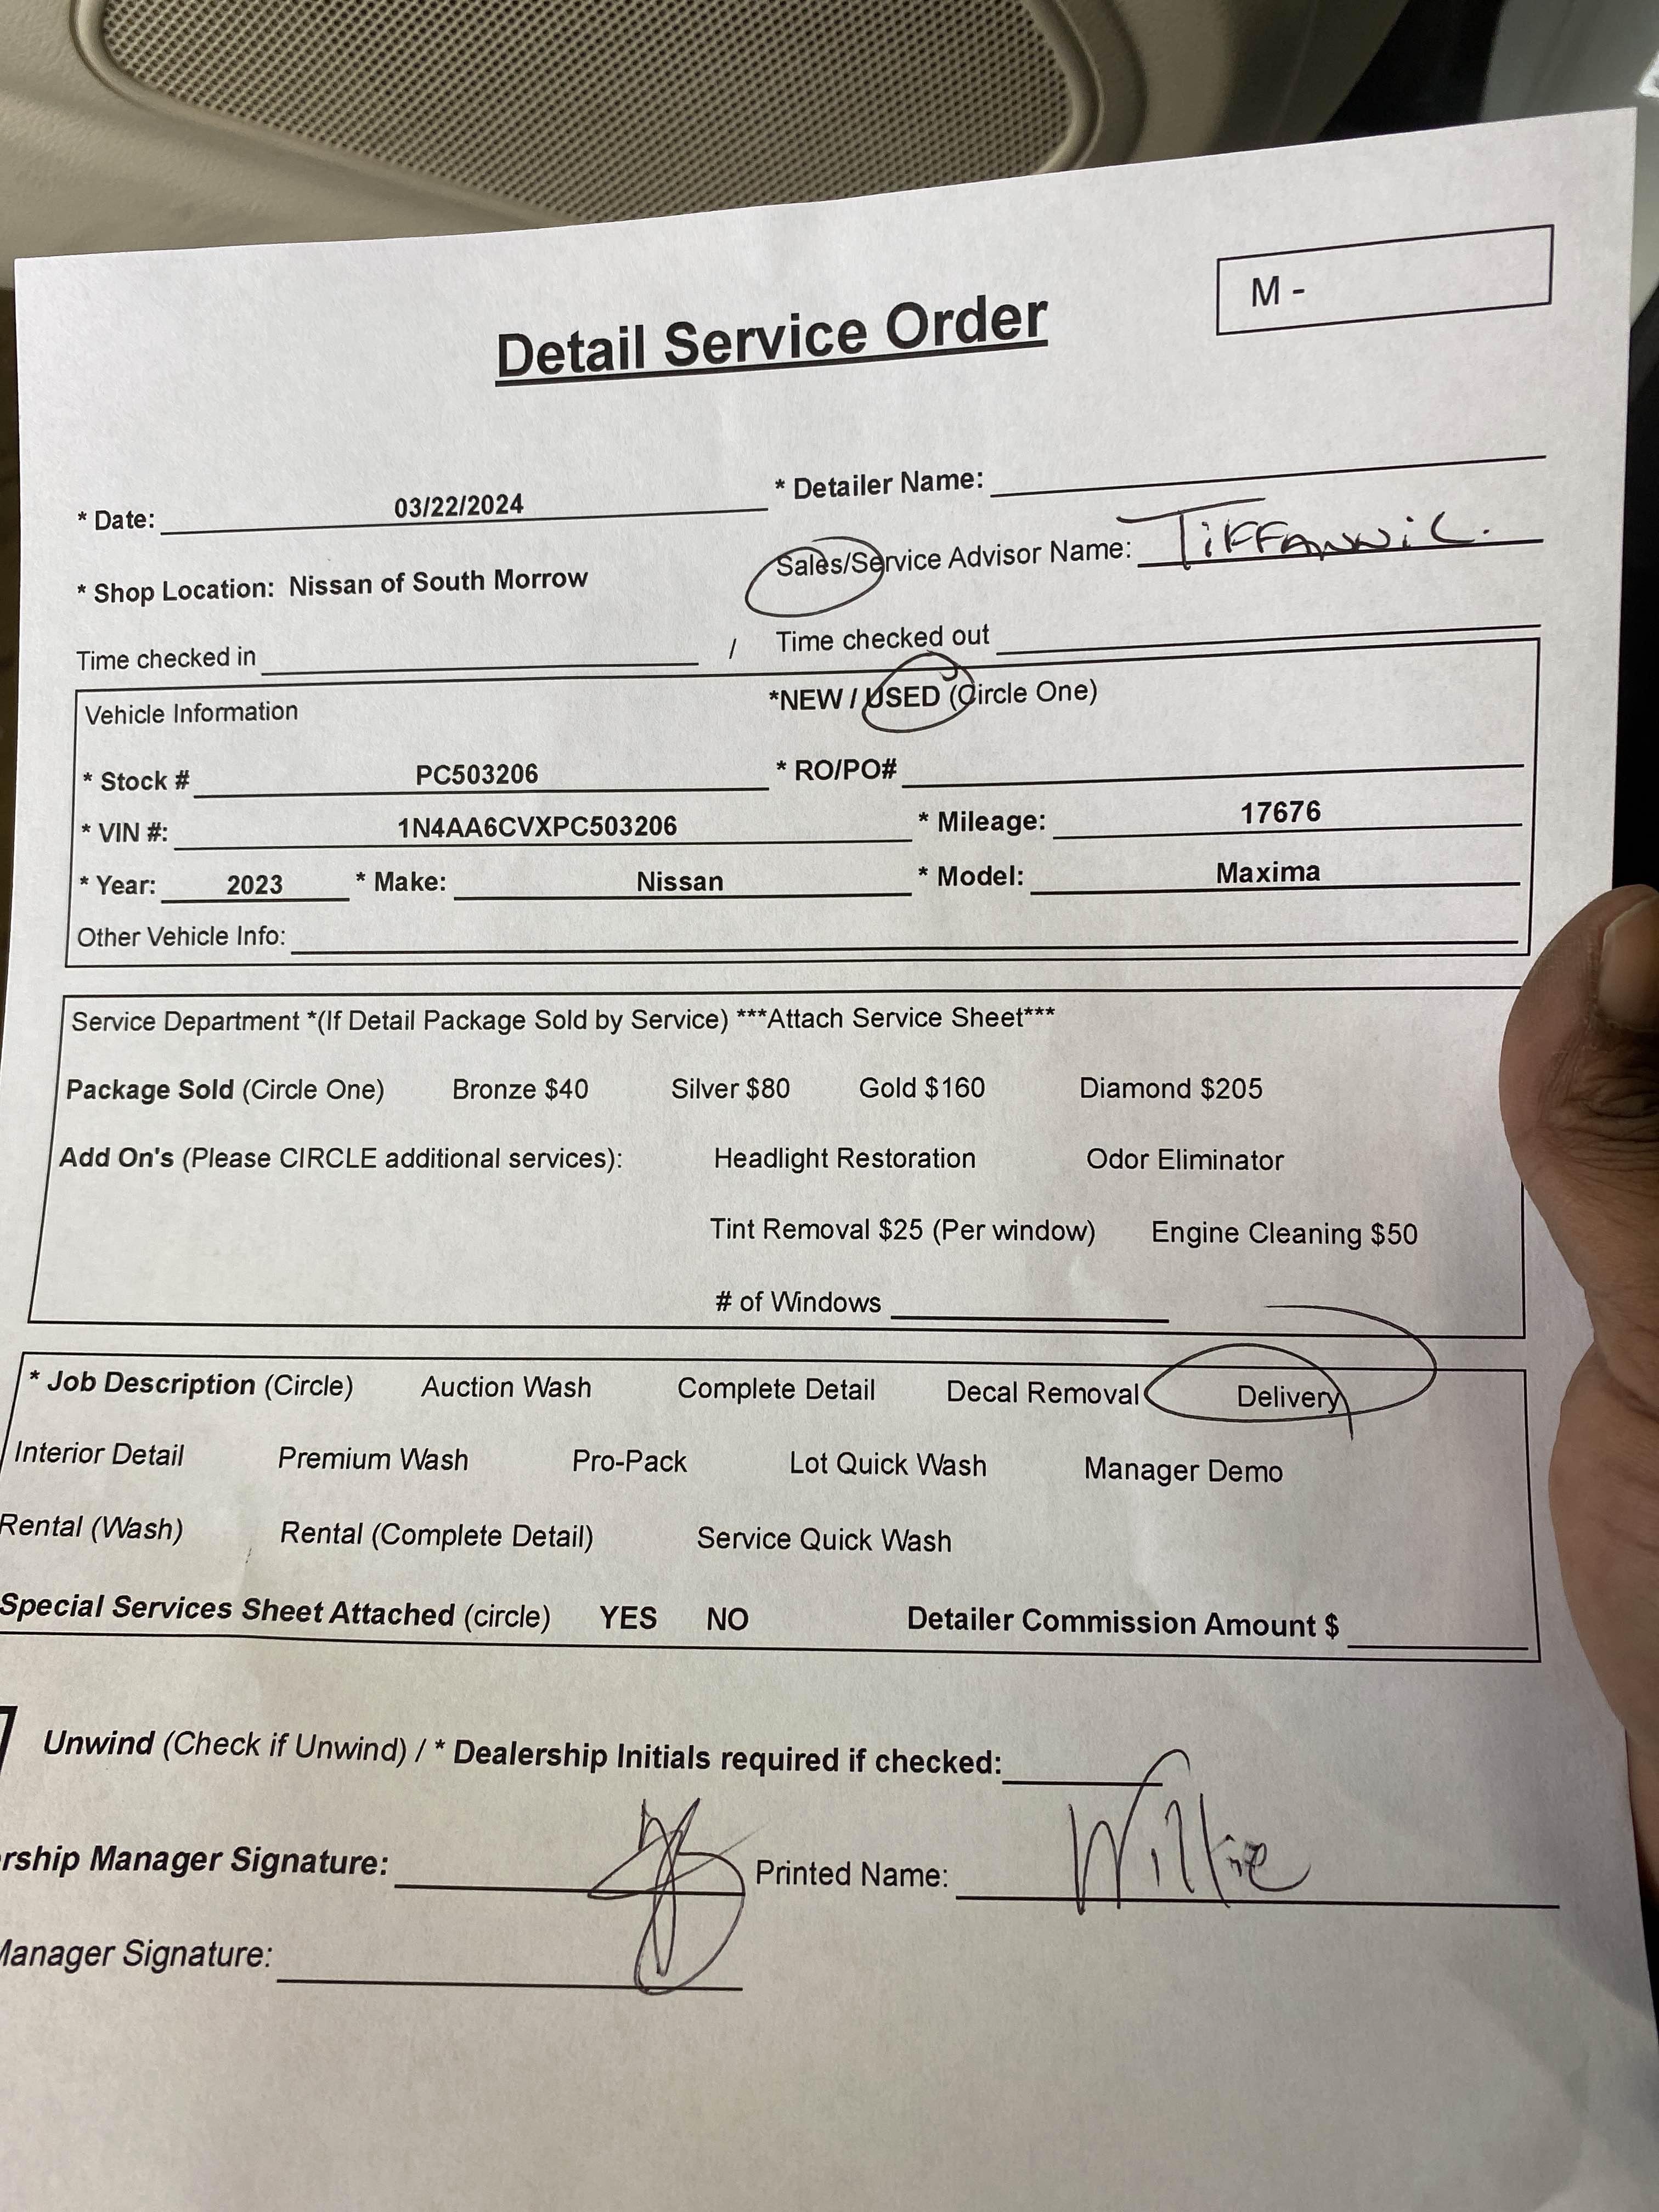 M -
Detail Service Order
* Date: 03/22/2024 * Detailer Name:
* Shop Location: Nissan of South Morrow Sales/Service Advisor Name: TiFFANNi C.
Time checked in / Time checked out
Vehicle Information *NEW / USED (Circle One)
* Stock # PC503206 * RO/PO#
* VIN #: 1N4AA6CVXPC503206 * Mileage: 17676
* Year: 2023 * Make: Nissan * Model: Maxima
Other Vehicle Info:
Service Department *(If Detail Package Sold by Service) ***Attach Service Sheet***
Package Sold (Circle One) Bronze $40 Silver $80 Gold $160 Diamond $205
Add On's (Please CIRCLE additional services): Headlight Restoration Odor Eliminator
Tint Removal $25 (Per window) Engine Cleaning $50
# of Windows
* Job Description (Circle) Auction Wash Complete Detail Decal Removal Delivery
Interior Detail Premium Wash Pro-Pack Lot Quick Wash Manager Demo
Rental (Wash) Rental (Complete Detail) Service Quick Wash
Special Services Sheet Attached (circle) YES NO Detailer Commission Amount $
Unwind (Check if Unwind) / * Dealership Initials required if checked:
rship Manager Signature: Printed Name: Willie
Manager Signature: